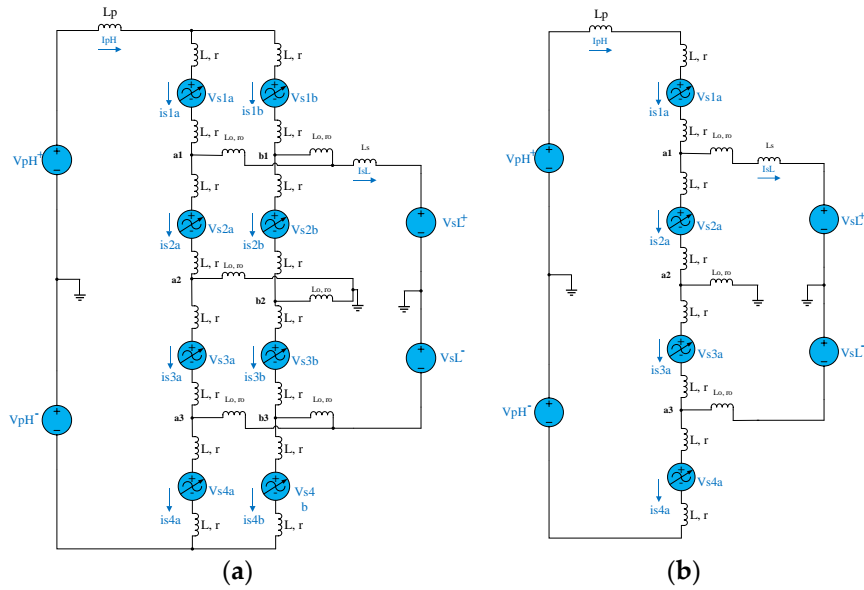 Lp
IpH
L, r
L, r
Vs1a
Vs1b
is1a
is1b
L, r
L, r
Lo, ro
Ls
a1
b1
IsL
VpH+
L, r
L, r
Vs2a
Vs2b
VsL+
is2a
is2b
L, r
L, r
Lo, ro
a2
Lo, ro
b2
L, r
L, r
Vs3a
Vs3b
VsL-
is3a
is3b
L, r
L, r
Lo, ro
Lo, ro
VpH-
a3
b3
L, r
L, r
Vs4a
Vs4
b
is4a
is4b
L, r
L, r
(a)
Lp
IpH
L, r
Vs1a
is1a
L, r
Lo, ro
Ls
a1
IsL
VpH+
L, r
Vs2a
VsL+
is2a
L, r
a2
Lo, ro
L, r
Vs3a
VsL-
is3a
L, r
Lo, ro
a3
VpH-
L, r
Vs4a
is4a
L, r
(b)